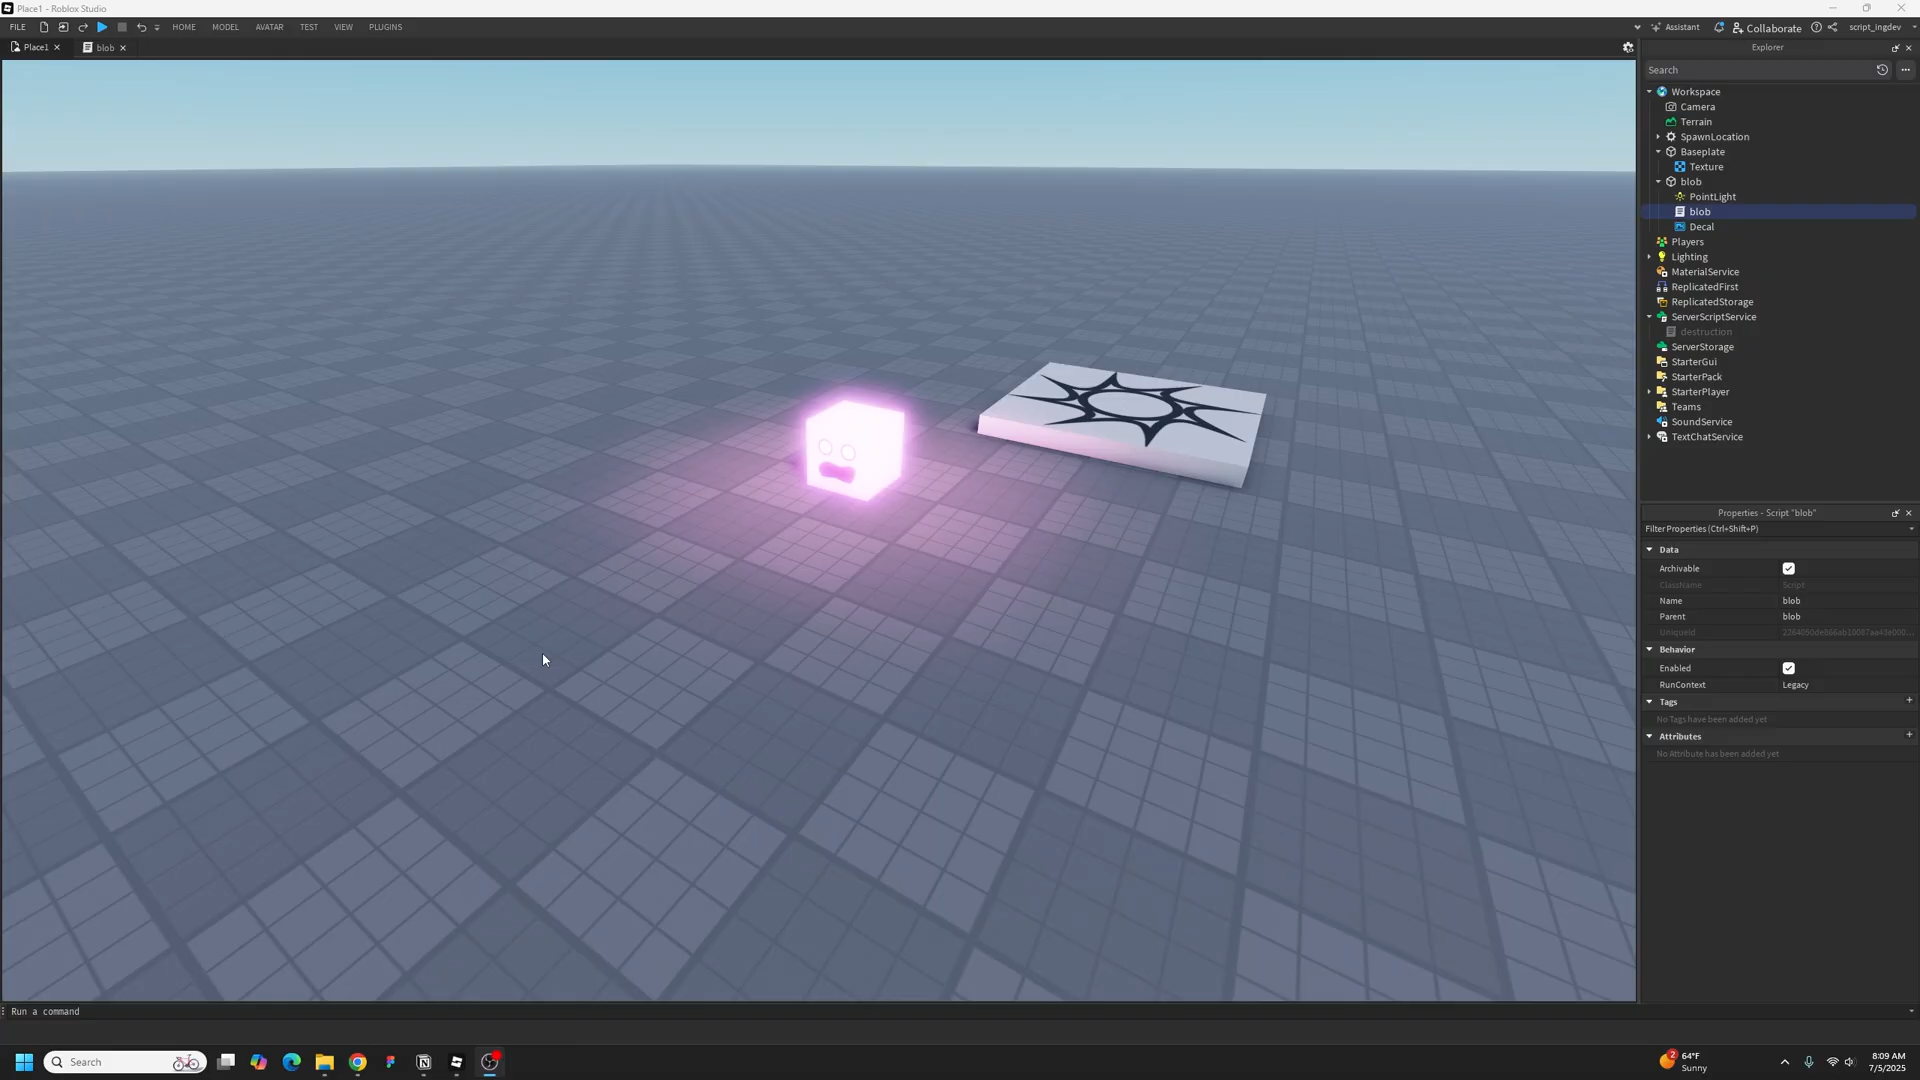 Place1 - Roblox Studio
FILE HOME MODEL AVATAR TEST VIEW PLUGINS Assistant Collaborate script_ingdev
Place1 blob
Explorer
Search
Workspace
Camera
Terrain
SpawnLocation
Baseplate
Texture
blob
PointLight
blob
Decal
Players
Lighting
MaterialService
ReplicatedFirst
ReplicatedStorage
ServerScriptService
destruction
ServerStorage
StarterGui
StarterPack
StarterPlayer
Teams
SoundService
TextChatService
Properties - Script "blob"
Filter Properties (Ctrl+Shift+P)
Data
Archivable
ClassName Script
Name blob
Parent blob
UniqueId
Behavior
Enabled
RunContext Legacy
Tags
No Tags have been added yet
Attributes
No Attribute has been added yet
Run a command
Search
2
64°F
Sunny
8:09 AM
7/5/2025